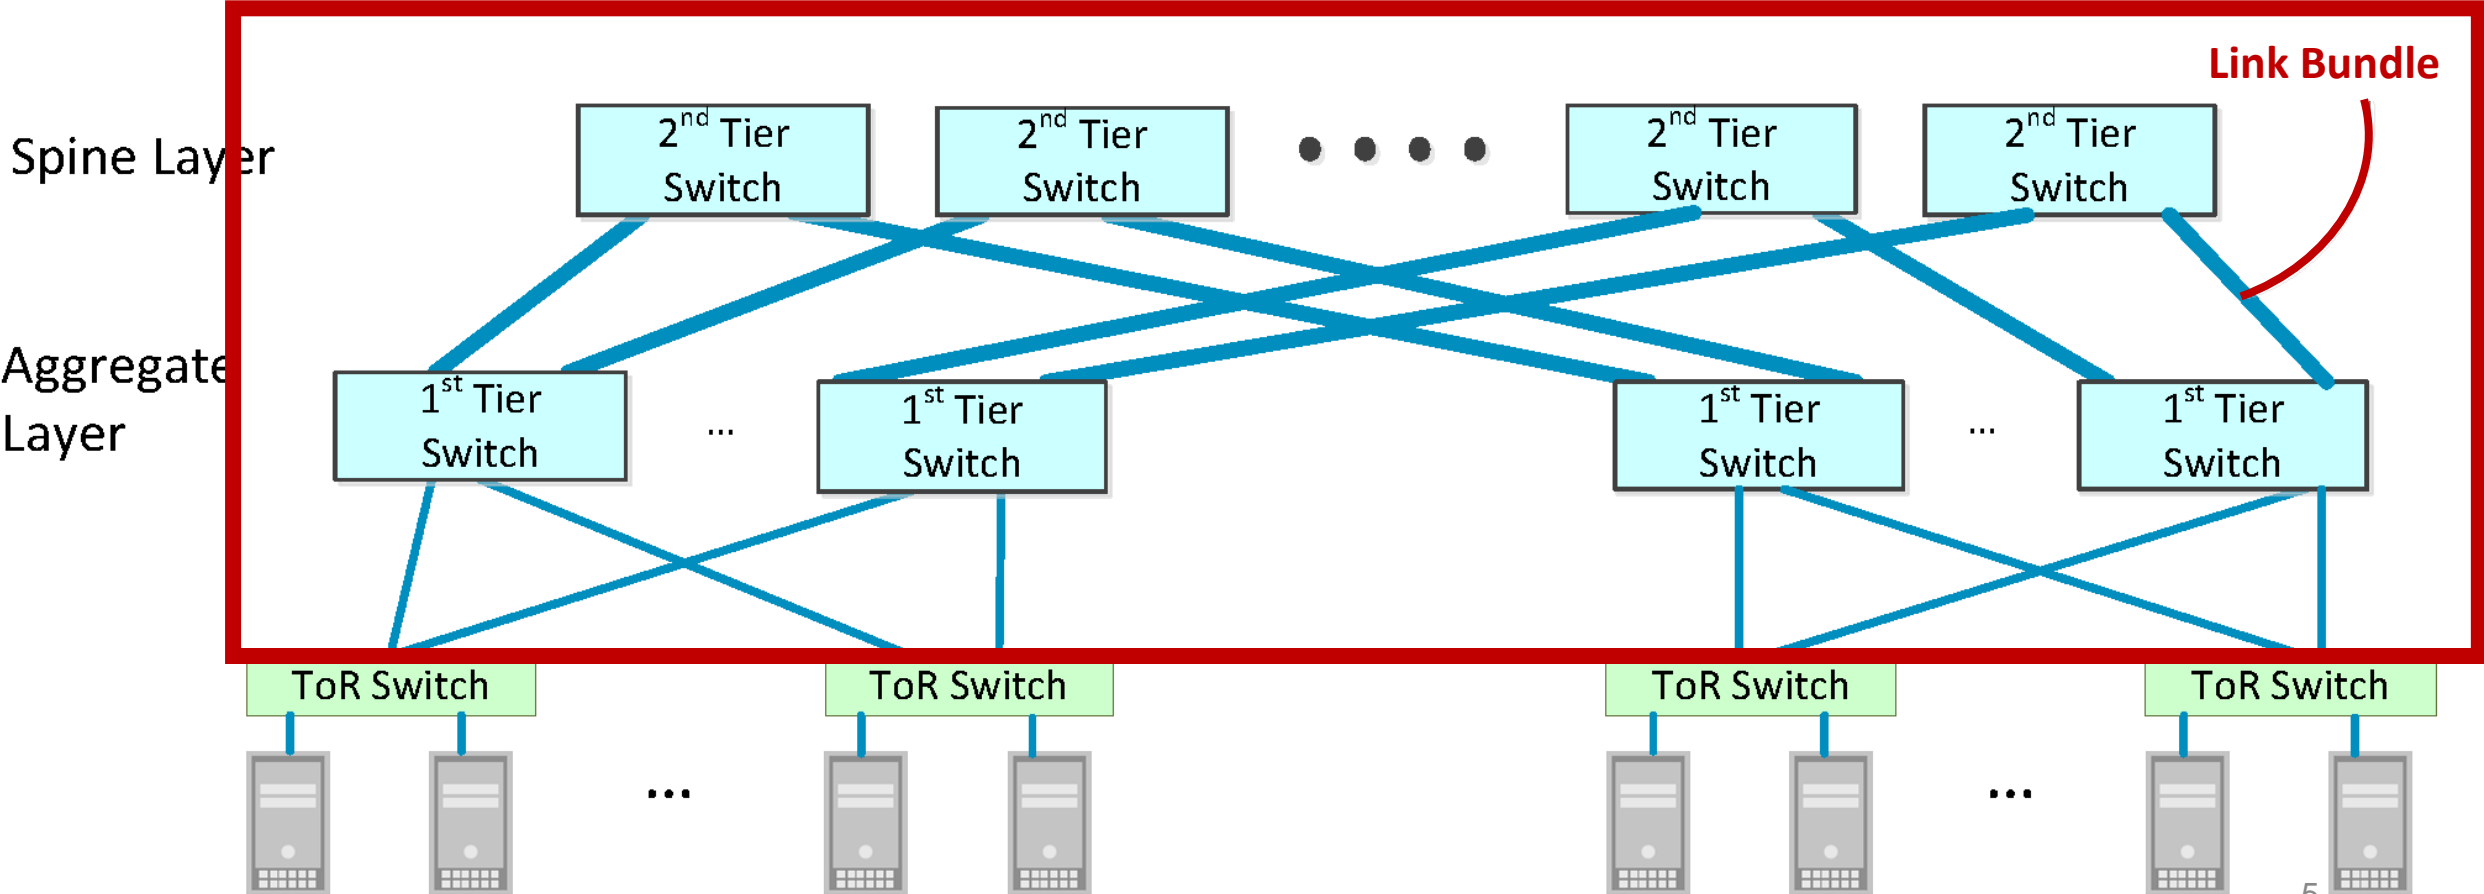 Link Bundle
Spine Layer
2nd Tier
Switch
2nd Tier
Switch
2nd Tier
Switch
2nd Tier
Switch
Aggregate
Layer
1st Tier
Switch
...
1st Tier
Switch
1st Tier
Switch
...
1st Tier
Switch
ToR Switch
ToR Switch
ToR Switch
ToR Switch
...
...
5